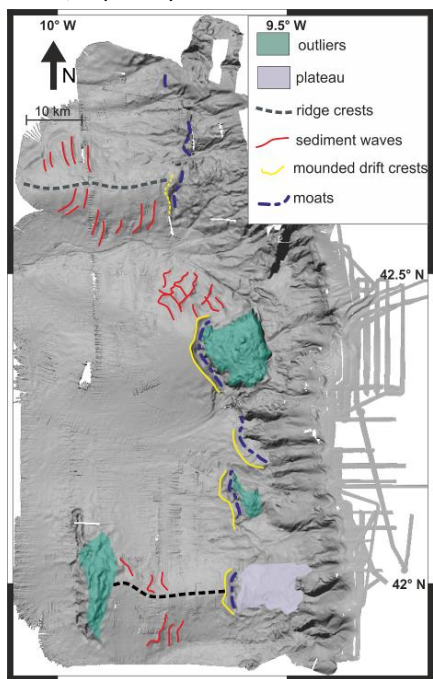 10° W
9.5° W
N
10 km
outliers
plateau
ridge crests
sediment waves
mounded drift crests
moats
42.5° N
42° N